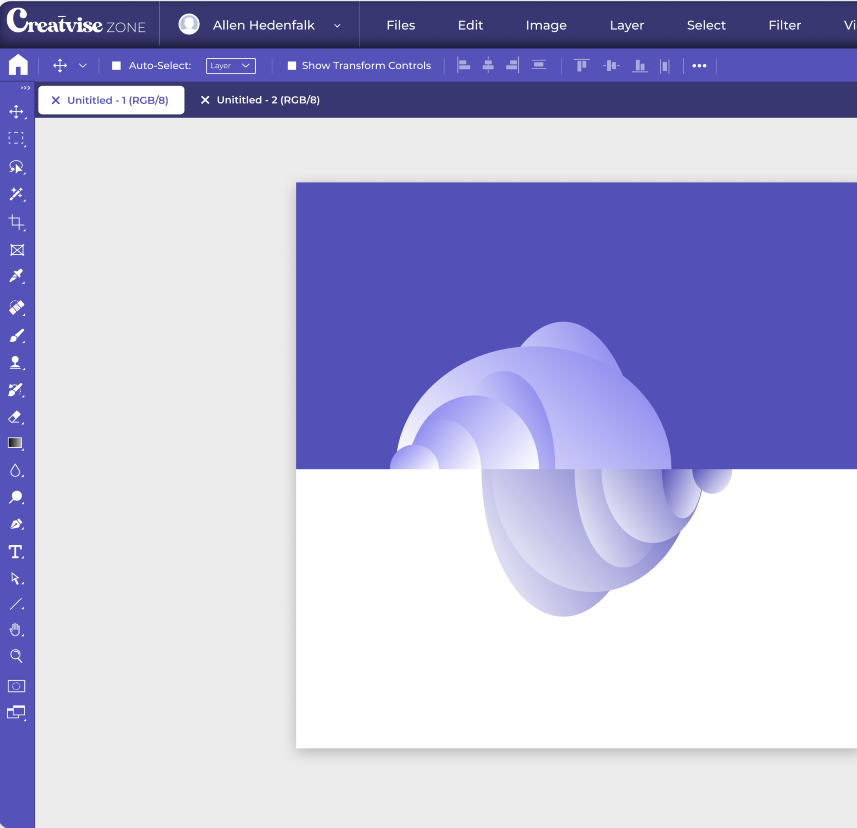 Creatvise ZONE
Allen Hedenfalk
Files Edit Image Layer Select Filter Vi
Auto-Select: Layer Show Transform Controls
Unititled - 1 (RGB/8) Unititled - 2 (RGB/8)
T